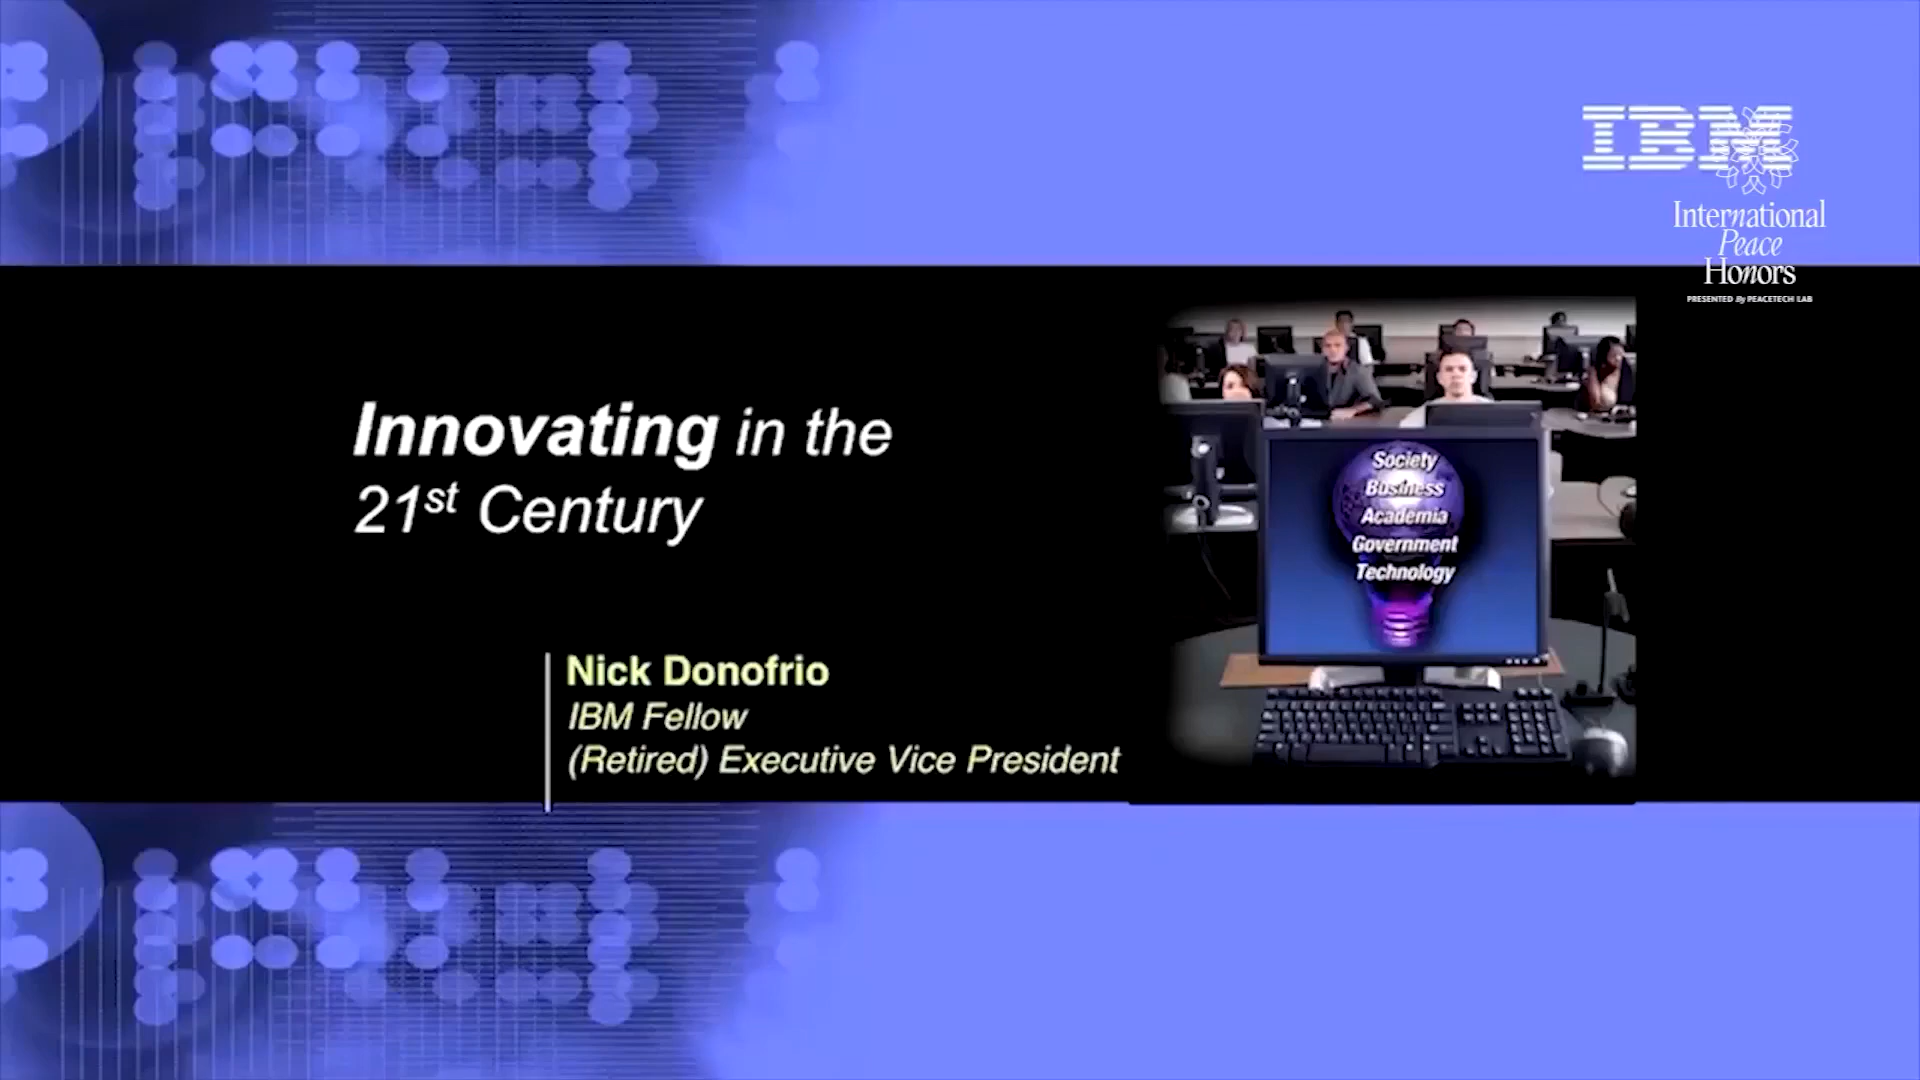 IBM
International
Peace
Honors
PRESENTED By PEACETECH LAB
Innovating in the
21st Century
Society
Business
Academia
Government
Technology
Nick Donofrio
IBM Fellow
(Retired) Executive Vice President